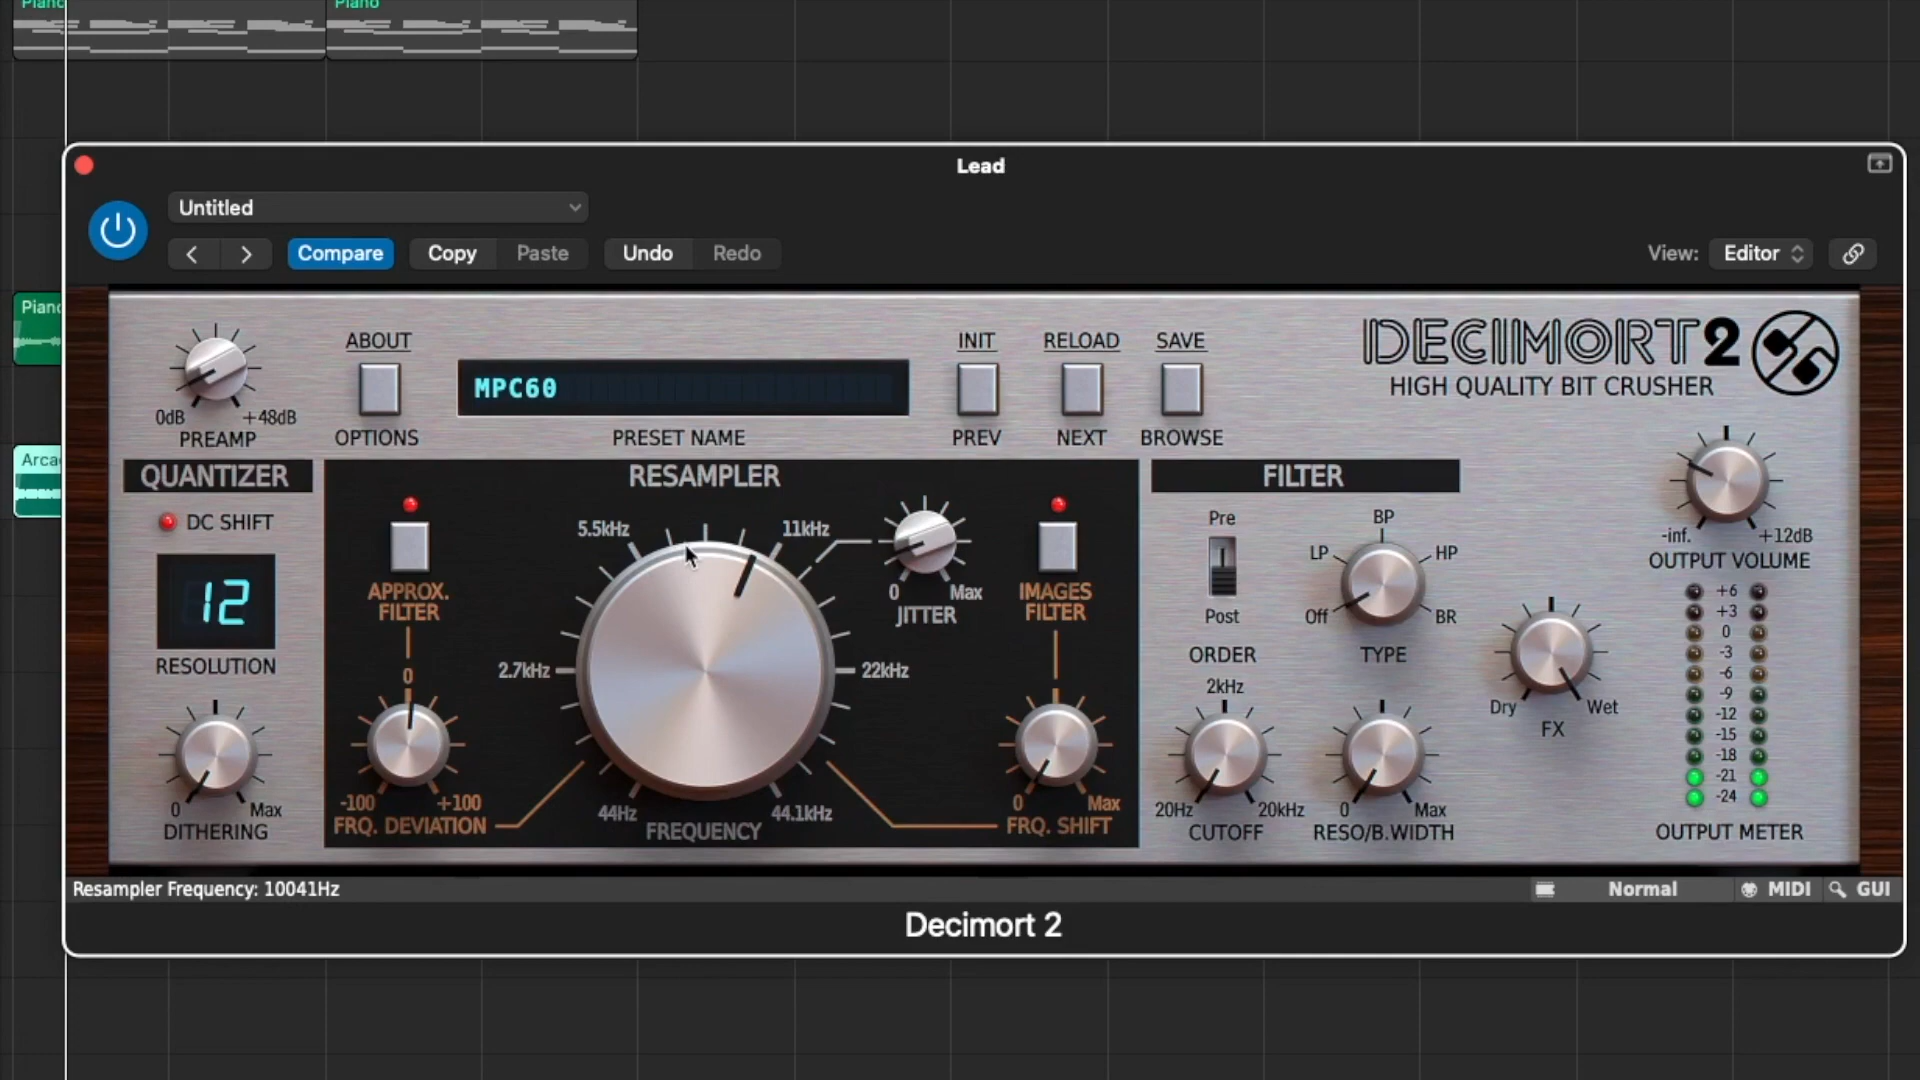 Piano
Piano
Lead
Untitled
Compare
Copy
Paste
Undo
Redo
View:
Editor
Piano
0dB
+48dB
PREAMP
ABOUT
OPTIONS
MPC60
PRESET NAME
INIT
RELOAD
SAVE
PREV
NEXT
BROWSE
DECIMORT2
HIGH QUALITY BIT CRUSHER
Arca
QUANTIZER
DC SHIFT
12
RESOLUTION
0
Max
DITHERING
RESAMPLER
APPROX.
FILTER
0
-100
+100
FRQ. DEVIATION
5.5kHz
11kHz
2.7kHz
22kHz
44Hz
44.1kHz
FREQUENCY
0
Max
JITTER
IMAGES
FILTER
0
Max
FRQ. SHIFT
FILTER
Pre
Post
ORDER
BP
LP
HP
Off
BR
TYPE
2kHz
20Hz
20kHz
CUTOFF
0
Max
RESO/B.WIDTH
Dry
Wet
FX
-inf.
+12dB
OUTPUT VOLUME
+6
+3
0
-3
-6
-9
-12
-15
-18
-21
-24
OUTPUT METER
Resampler Frequency: 10041Hz
Normal
MIDI
GUI
Decimort 2